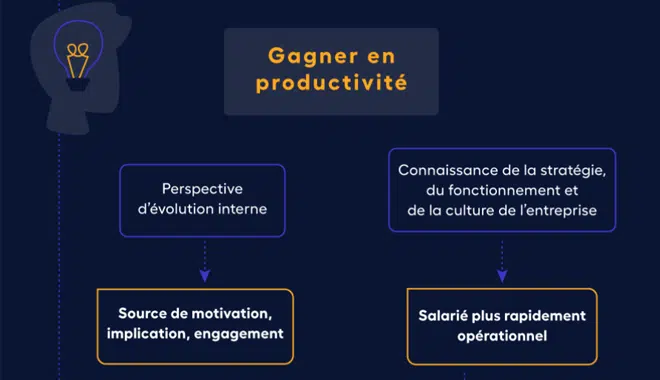 Gagner en
productivité
Perspective
d'évolution interne
Connaissance de la stratégie,
du fonctionnement et
de la culture de l'entreprise
Source de motivation,
implication, engagement
Salarié plus rapidement
opérationnel